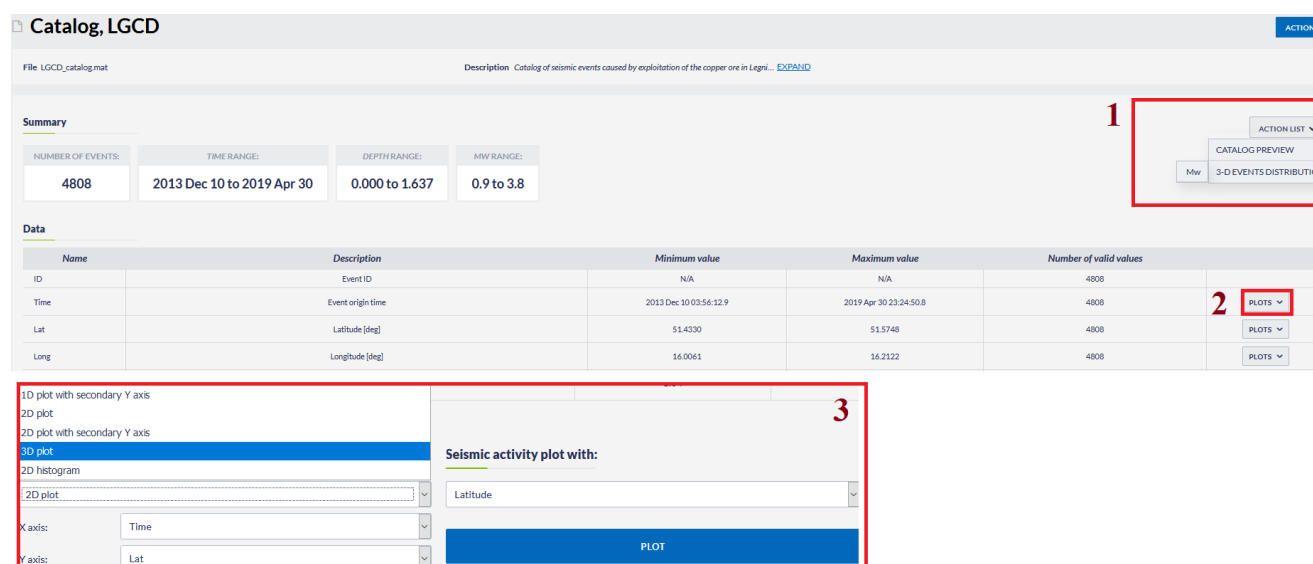 Catalog, LGCD
ACTION
File LGCD_catalog.mat Description Catalog of seismic events caused by exploitation of the copper ore in Legni... EXPAND
1
Summary
ACTION LIST
CATALOG PREVIEW
Mw 3-D EVENTS DISTRIBUTIO
NUMBER OF EVENTS: TIME RANGE: DEPTH RANGE: MW RANGE:
4808 2013 Dec 10 to 2019 Apr 30 0.000 to 1.637 0.9 to 3.8
Data
Name Description Minimum value Maximum value Number of valid values
ID Event ID N/A N/A 4808
Time Event origin time 2013 Dec 10 03:56:12.9 2019 Apr 30 23:24:50.8 4808 2 PLOTS
Lat Latitude [deg] 51.4330 51.5748 4808 PLOTS
Long Longitude [deg] 16.0061 16.2122 4808 PLOTS
1D plot with secondary Y axis
2D plot
3
2D plot with secondary Y axis
3D plot Seismic activity plot with:
2D histogram
2D plot Latitude
X axis: Time
PLOT
Y axis: Lat